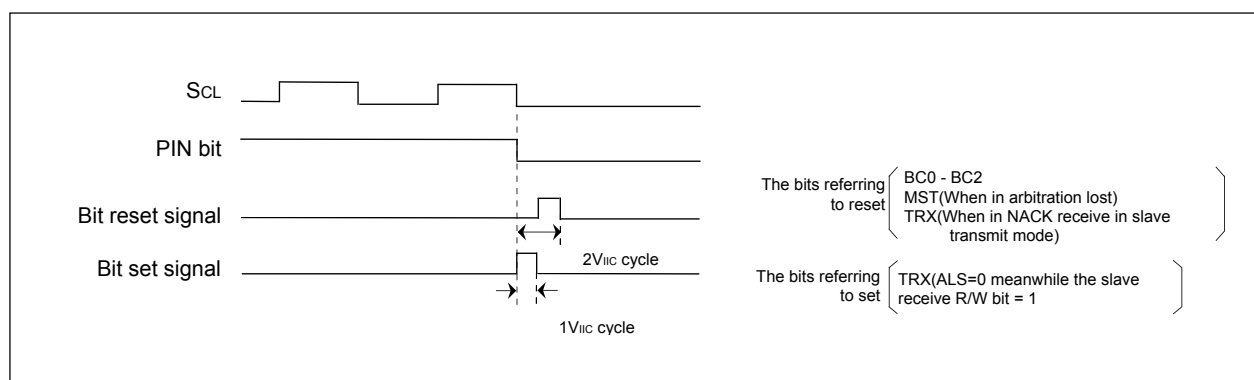 SCL
PIN bit
Bit reset signal
Bit set signal
2VIIC cycle
1VIIC cycle
The bits referring
to reset
BC0 - BC2
MST(When in arbitration lost)
TRX(When in NACK receive in slave
transmit mode)
The bits referring
to set
TRX(ALS=0 meanwhile the slave
receive R/W bit = 1